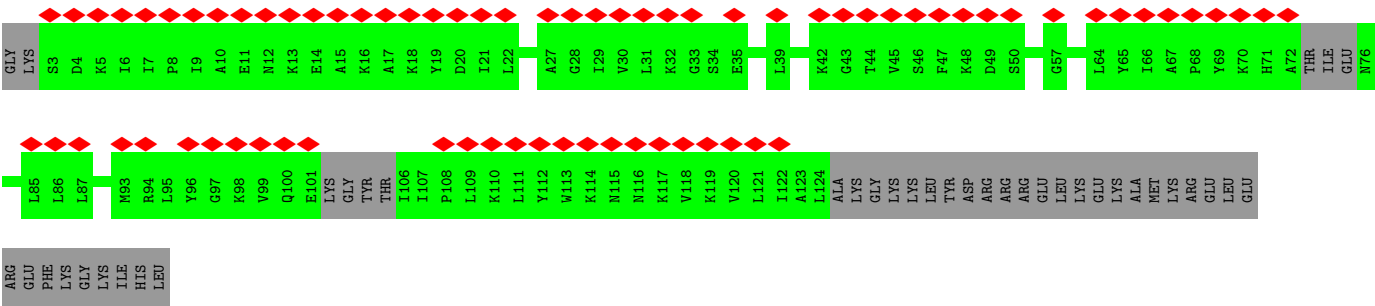 GLY LYS S3 D4 K5 I6 I7 P8 I9 A10 E11 N12 K13 E14 A15 K16 A17 K18 Y19 D20 I21 L22 A27 G28 I29 V30 L31 K32 G33 S34 E35 L39 K42 G43 T44 V45 S46 F47 K48 D49 S50 G57 L64 Y65 I66 A67 P68 Y69 K70 H71 A72 THR ILE GLU N76
L85 L86 L87 M93 R94 L95 Y96 G97 K98 V99 Q100 E101 LYS GLY TYR THR I106 I107 P108 L109 K110 L111 Y112 W113 K114 N115 N116 K117 V118 K119 V120 L121 I122 A123 L124 ALA LYS GLY LYS LYS LEU TYR ASP ARG ARG ARG GLU LEU LYS GLU LYS ALA MET LYS ARG GLU LEU GLU
ARG GLU PHE LYS GLY LYS ILE HIS LEU